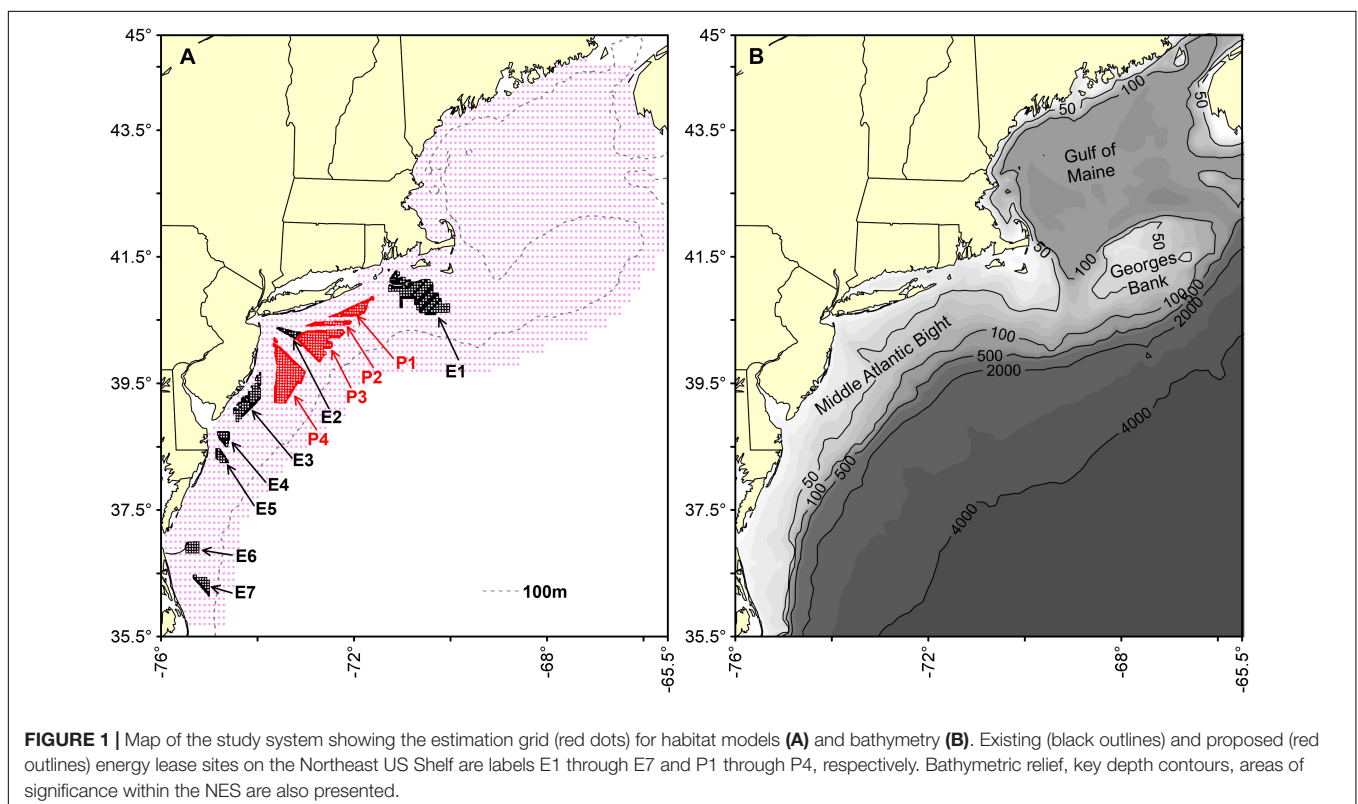 A
45°
43.5°
41.5°
39.5°
37.5°
35.5°
-76°
-72°
-68°
-65.5°
P1
P2
P3
P4
E1
E2
E3
E4
E5
E6
E7
100m
B
45°
43.5°
41.5°
39.5°
37.5°
35.5°
-76°
-72°
-68°
-65.5°
50
100
50
Gulf of
Maine
50
100
50
Georges
Bank
100
500
2000
100
500
2000
Middle Atlantic Bight
50
100
500
4000
4000
FIGURE 1 | Map of the study system showing the estimation grid (red dots) for habitat models (A) and bathymetry (B). Existing (black outlines) and proposed (red
outlines) energy lease sites on the Northeast US Shelf are labels E1 through E7 and P1 through P4, respectively. Bathymetric relief, key depth contours, areas of
significance within the NES are also presented.